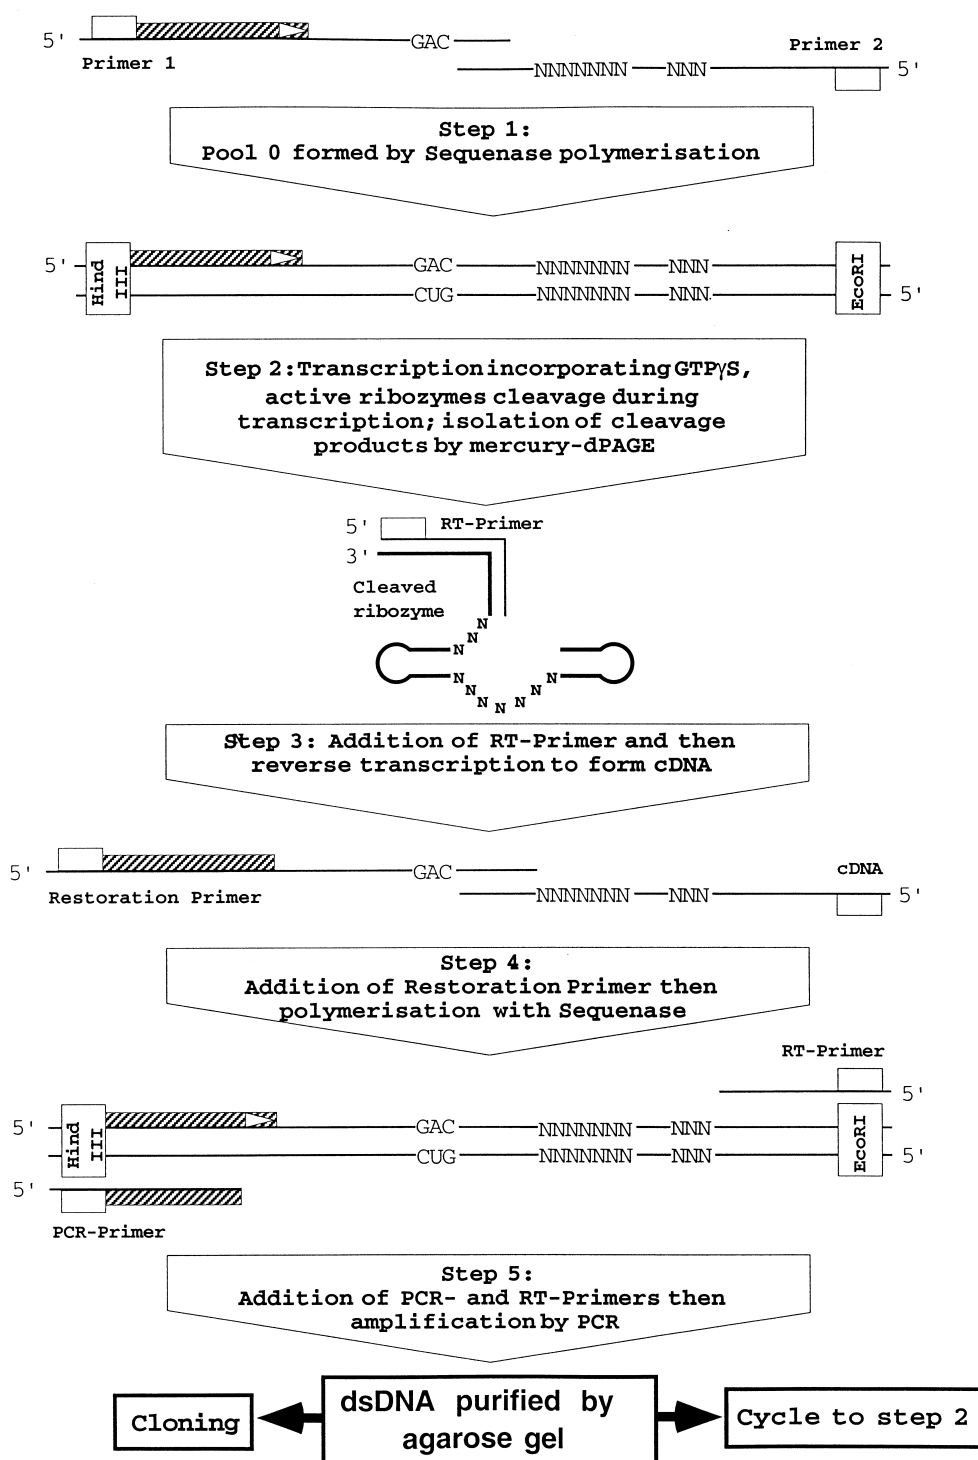 5' GAC
Primer 1
Primer 2
NNNNNNN NNN 5'
Step 1:
Pool 0 formed by Sequenase polymerisation
5' Hind III GAC NNNNNNN NNN EcoRI
CUG NNNNNNN NNN 5'
Step 2:Transcription incorporating GTPγS,
active ribozymes cleavage during
transcription; isolation of cleavage
products by mercury-dPAGE
5' RT-Primer
3'
Cleaved
ribozyme
N
N
N
N N
N N
N N
N
Step 3: Addition of RT-Primer and then
reverse transcription to form cDNA
5' GAC cDNA
Restoration Primer NNNNNNN NNN 5'
Step 4:
Addition of Restoration Primer then
polymerisation with Sequenase
RT-Primer
5'
5' Hind III GAC NNNNNNN NNN EcoRI
CUG NNNNNNN NNN 5'
5'
PCR-Primer
Step 5:
Addition of PCR- and RT-Primers then
amplification by PCR
Cloning
dsDNA purified by
agarose gel
Cycle to step 2